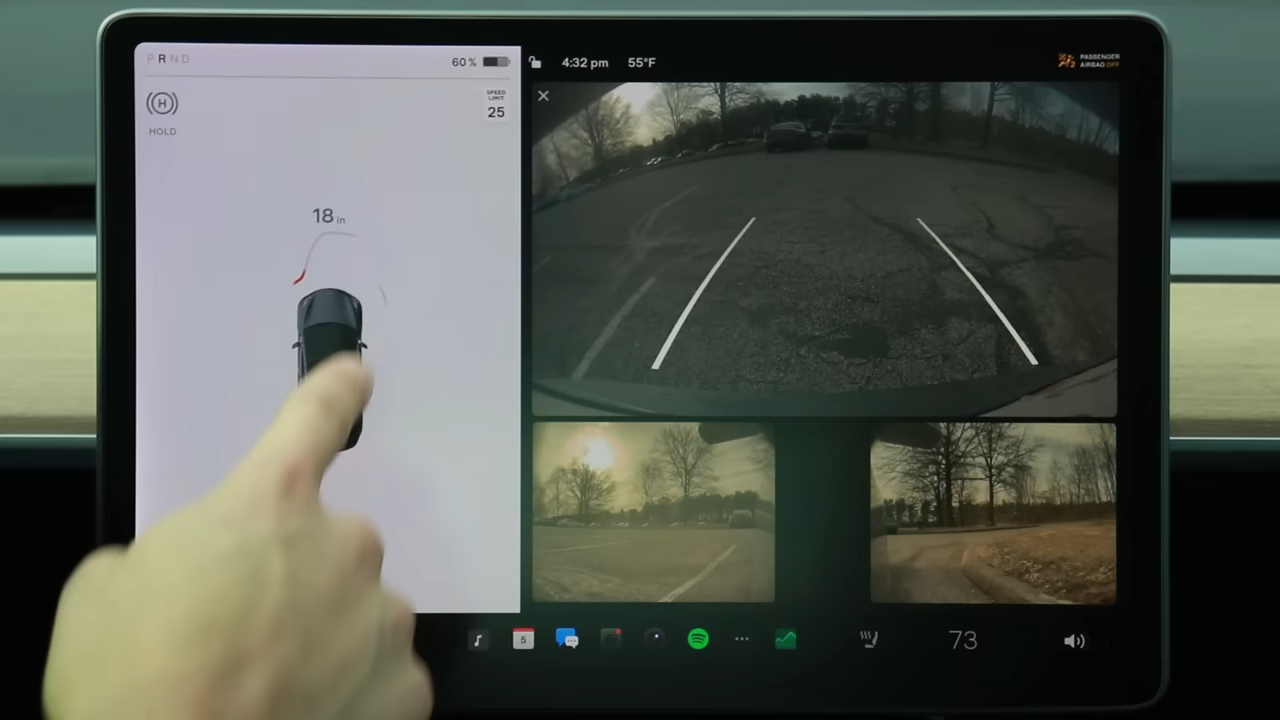 PRND
60 %
4:32 pm
55°F
PASSENGER
AIRBAG OFF
H
HOLD
SPEED
LIMIT
25
18 in
5
73